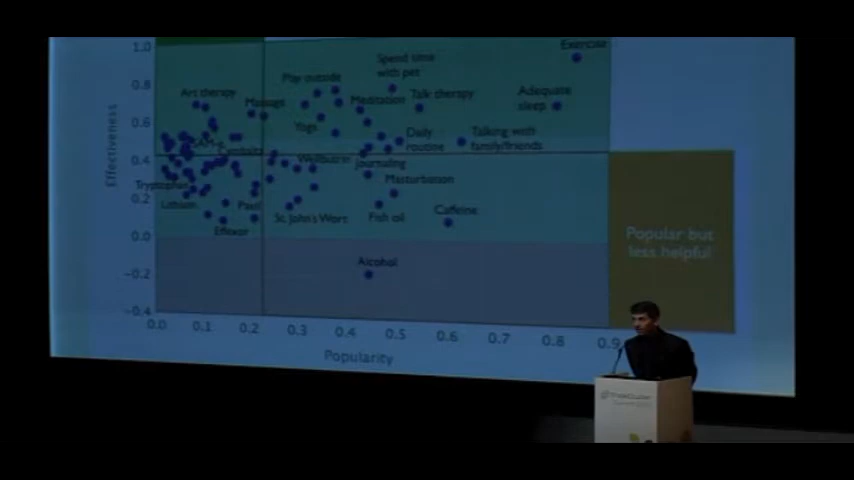 1.0
Exercise
Spend time
with pet
0.8
Play outside
Art therapy
Massage
Meditation
Talk therapy
Adequate
sleep
0.6
Yoga
Daily
routine
Talking with
family/friends
SAM-e
Effectiveness
0.4
Wellbutrin
Journaling
Masturbation
Tryptophan
0.2
Paxil
St. John's Wort
Fish oil
Caffeine
Effexor
0.0
Popular but
less helpful
Alcohol
-0.2
-0.4
0.0
0.1
0.2
0.3
0.4
0.5
0.6
0.7
0.8
0.9
Popularity